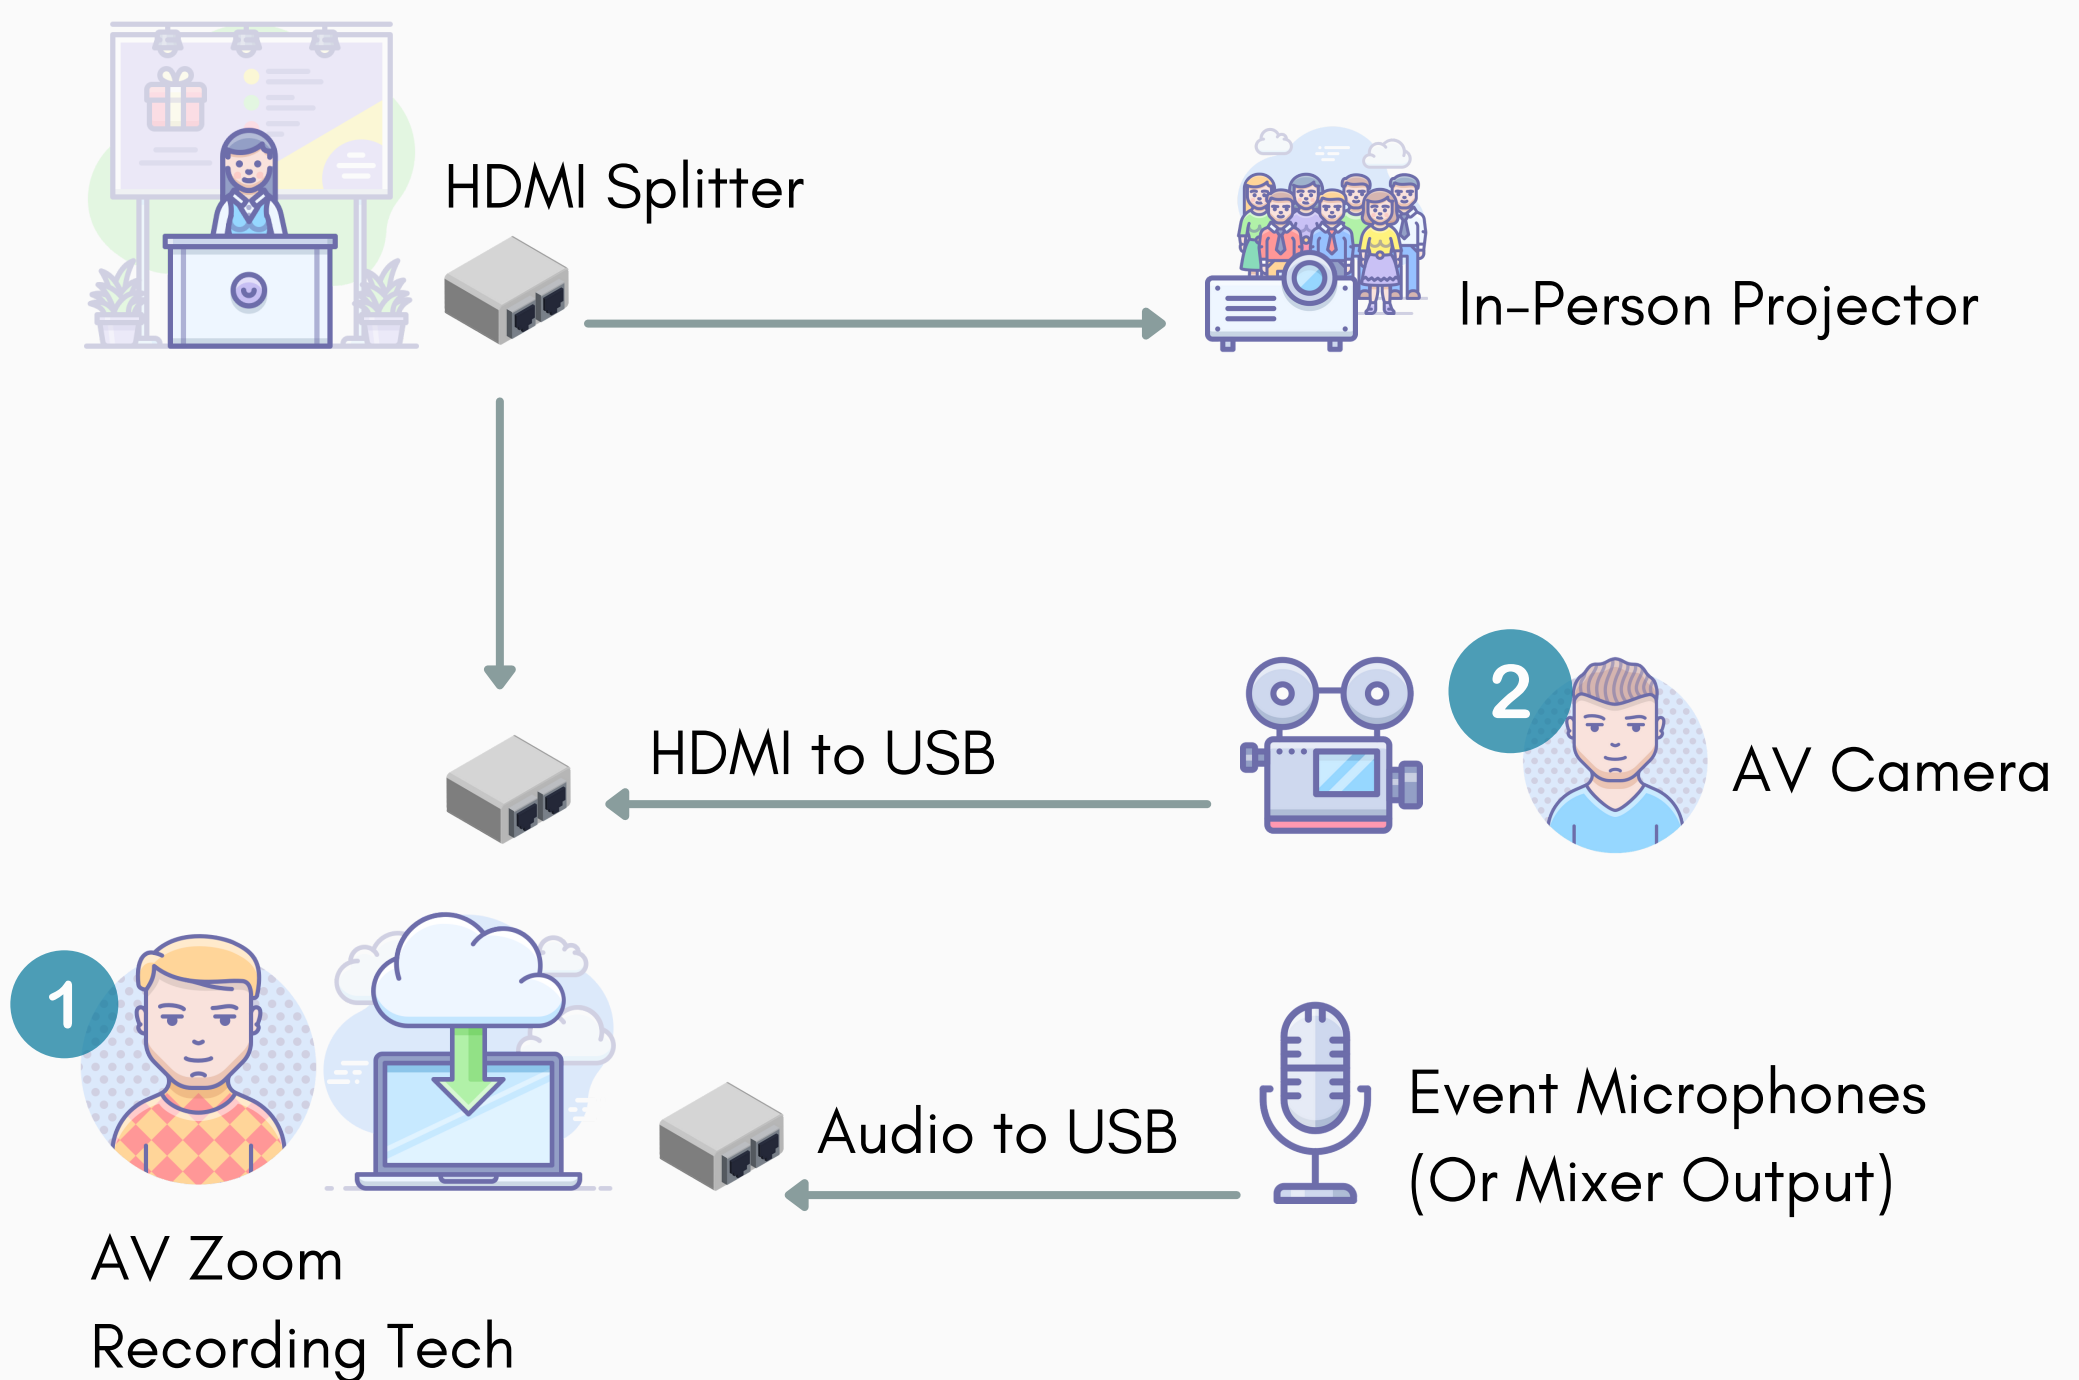 HDMI Splitter
In-Person Projector
2
HDMI to USB
AV Camera
1
Audio to USB
Event Microphones
(Or Mixer Output)
AV Zoom
Recording Tech